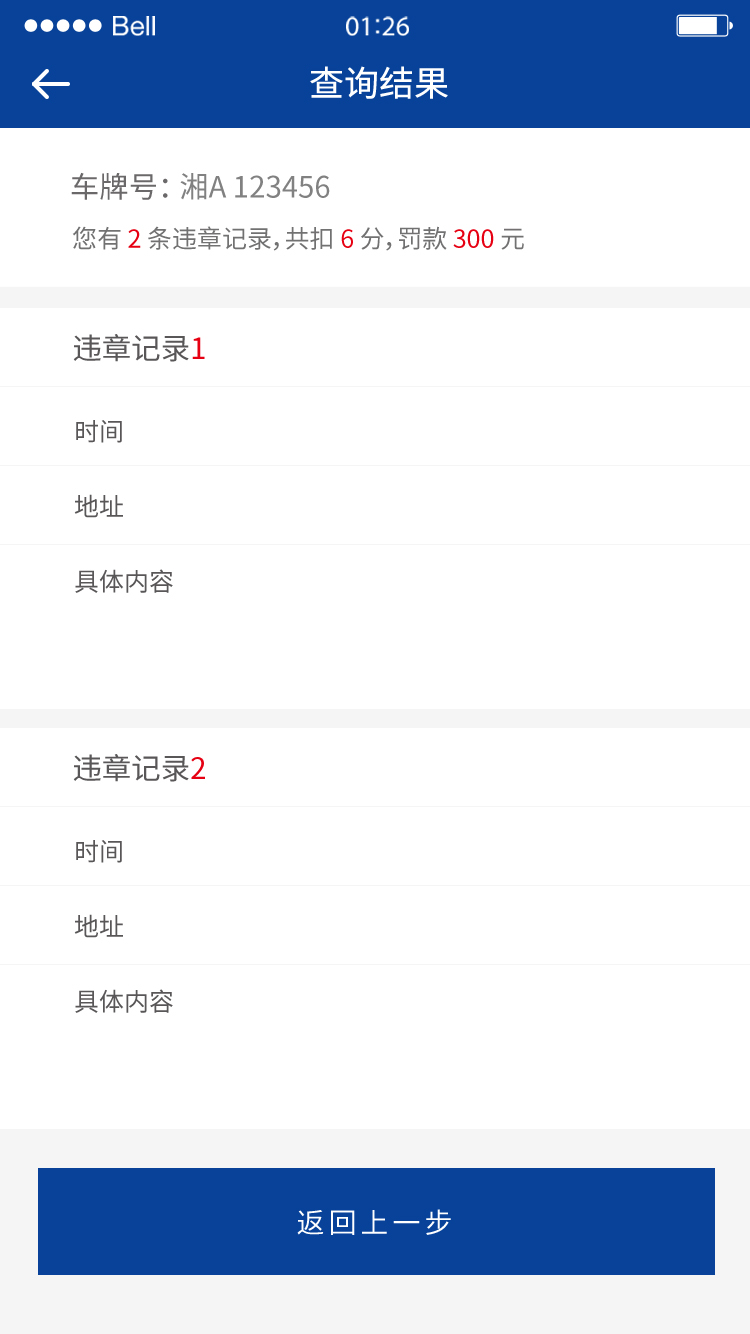 Bell 01:26
查询结果
车牌号：湘A 123456
您有 2 条违章记录，共扣 6 分，罚款 300 元
违章记录1
时间
地址
具体内容
违章记录2
时间
地址
具体内容
返回上一步